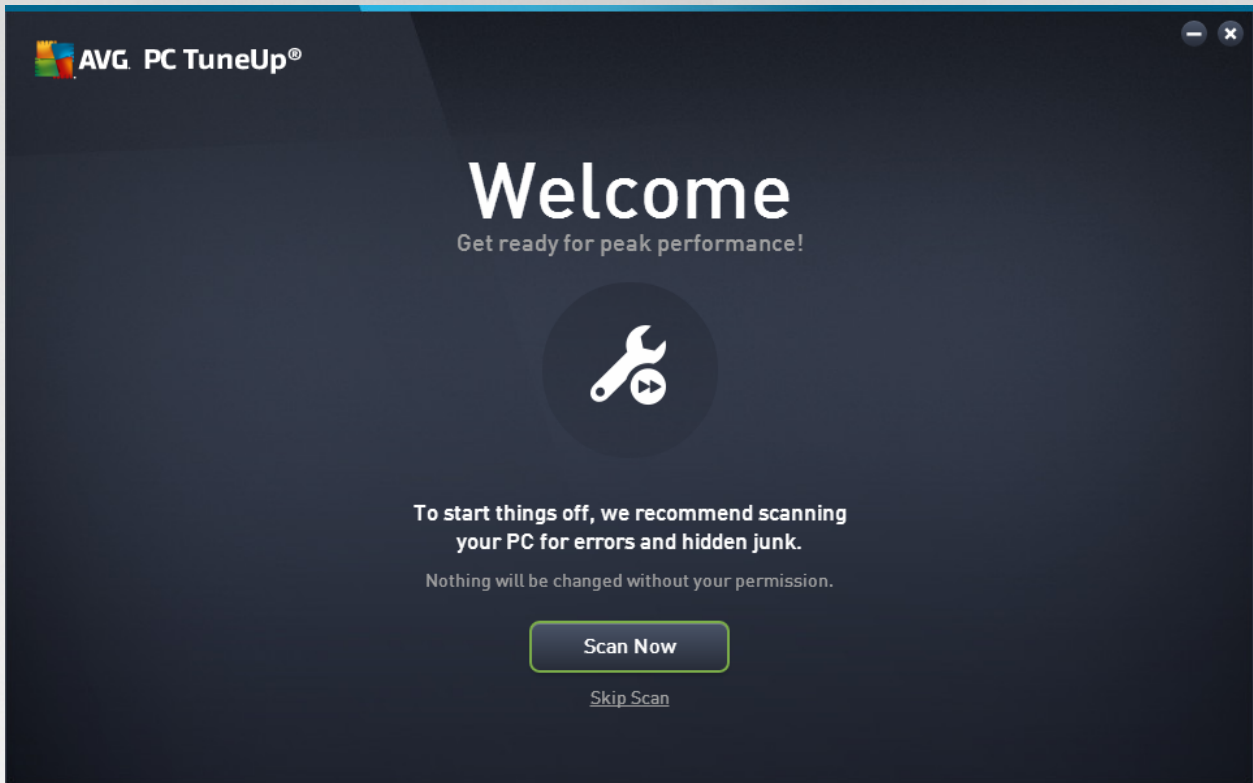 AVG. PC TuneUp®
Welcome
Get ready for peak performance!
To start things off, we recommend scanning
your PC for errors and hidden junk.
Nothing will be changed without your permission.
Scan Now
Skip Scan